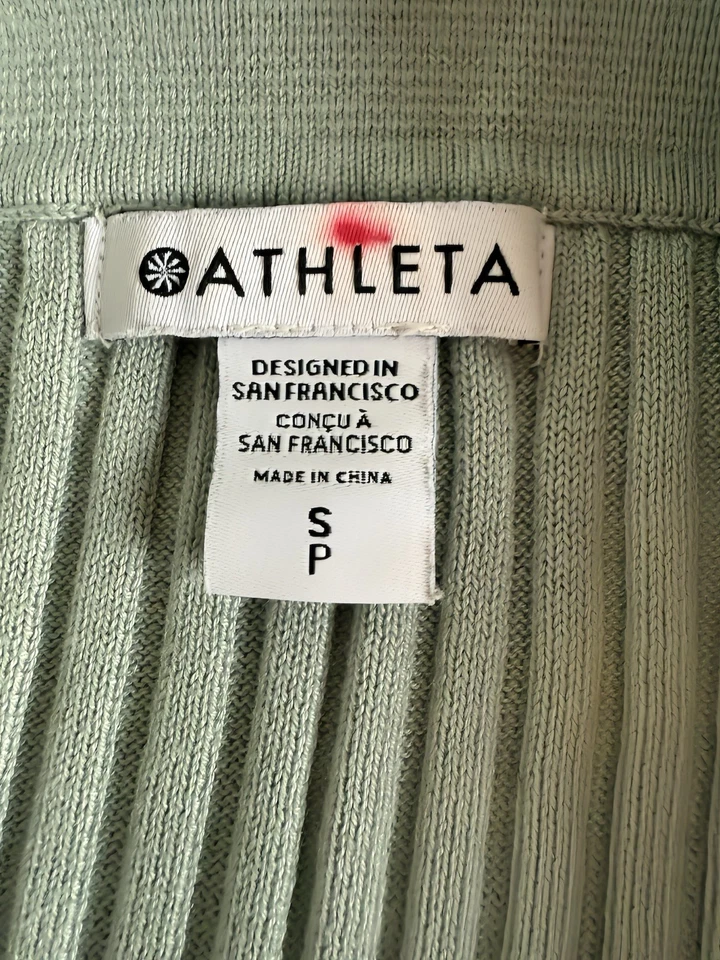 ATHLETA
DESIGNED IN
SAN FRANCISCO
CONÇU À
SAN FRANCISCO
MADE IN CHINA
S
P